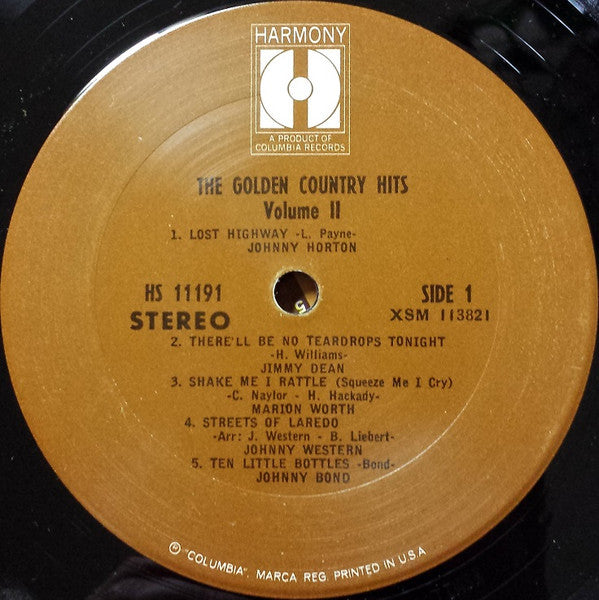 HARMONY
A PRODUCT OF
COLUMBIA RECORDS
THE GOLDEN COUNTRY HITS
Volume II
1. LOST HIGHWAY -L. Payne-
JOHNNY HORTON
HS 11191
STEREO
SIDE 1
XSM 113821
5
2. THERE'LL BE NO TEARDROPS TONIGHT
-H. Williams-
JIMMY DEAN
3. SHAKE ME I RATTLE (Squeeze Me I Cry)
-C. Naylor - H. Hackady-
MARION WORTH
4. STREETS OF LAREDO
-Arr: J. Western - B. Liebert-
JOHNNY WESTERN
5. TEN LITTLE BOTTLES -Bond-
JOHNNY BOND
℗ "COLUMBIA", MARCA REG. PRINTED IN U.S.A